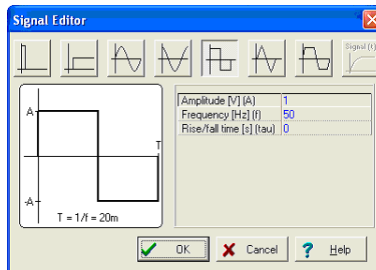 Signal Editor
Signal (t)
A
T
-A
T = 1/f = 20m
Amplitude [V] (A) 1
Frequency [Hz] (f) 50
Rise/fall time [s] (tau) 0
OK Cancel ? Help